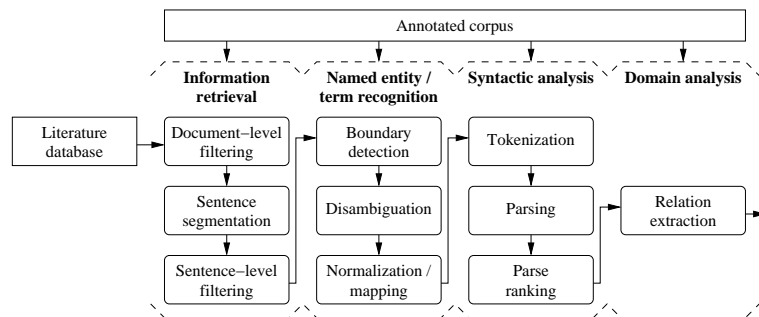 Annotated corpus
Information
retrieval
Named entity /
term recognition
Syntactic analysis
Domain analysis
Literature
database
Document−level
filtering
Sentence
segmentation
Sentence−level
filtering
Boundary
detection
Disambiguation
Normalization /
mapping
Tokenization
Parsing
Parse
ranking
Relation
extraction